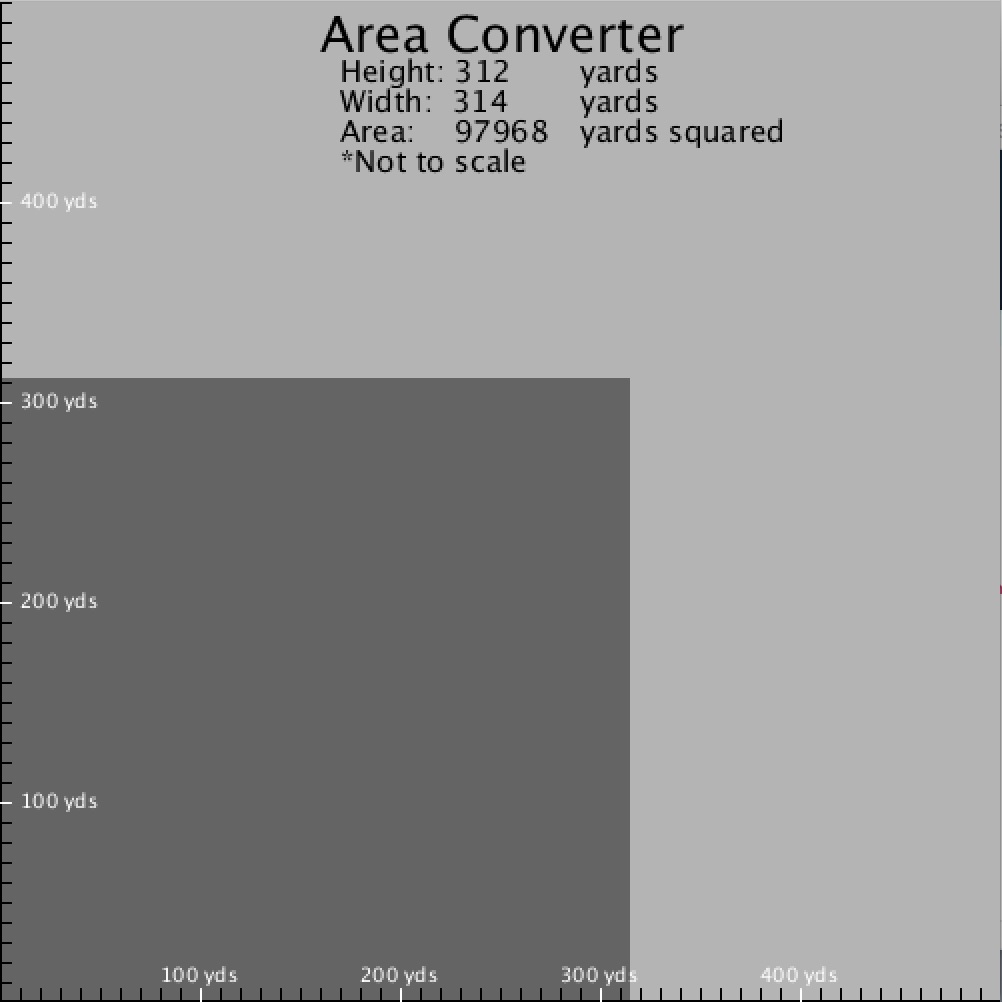 Area Converter
Height: 312 yards
Width: 314 yards
Area: 97968 yards squared
*Not to scale
400 yds
300 yds
200 yds
100 yds
100 yds 200 yds 300 yds 400 yds